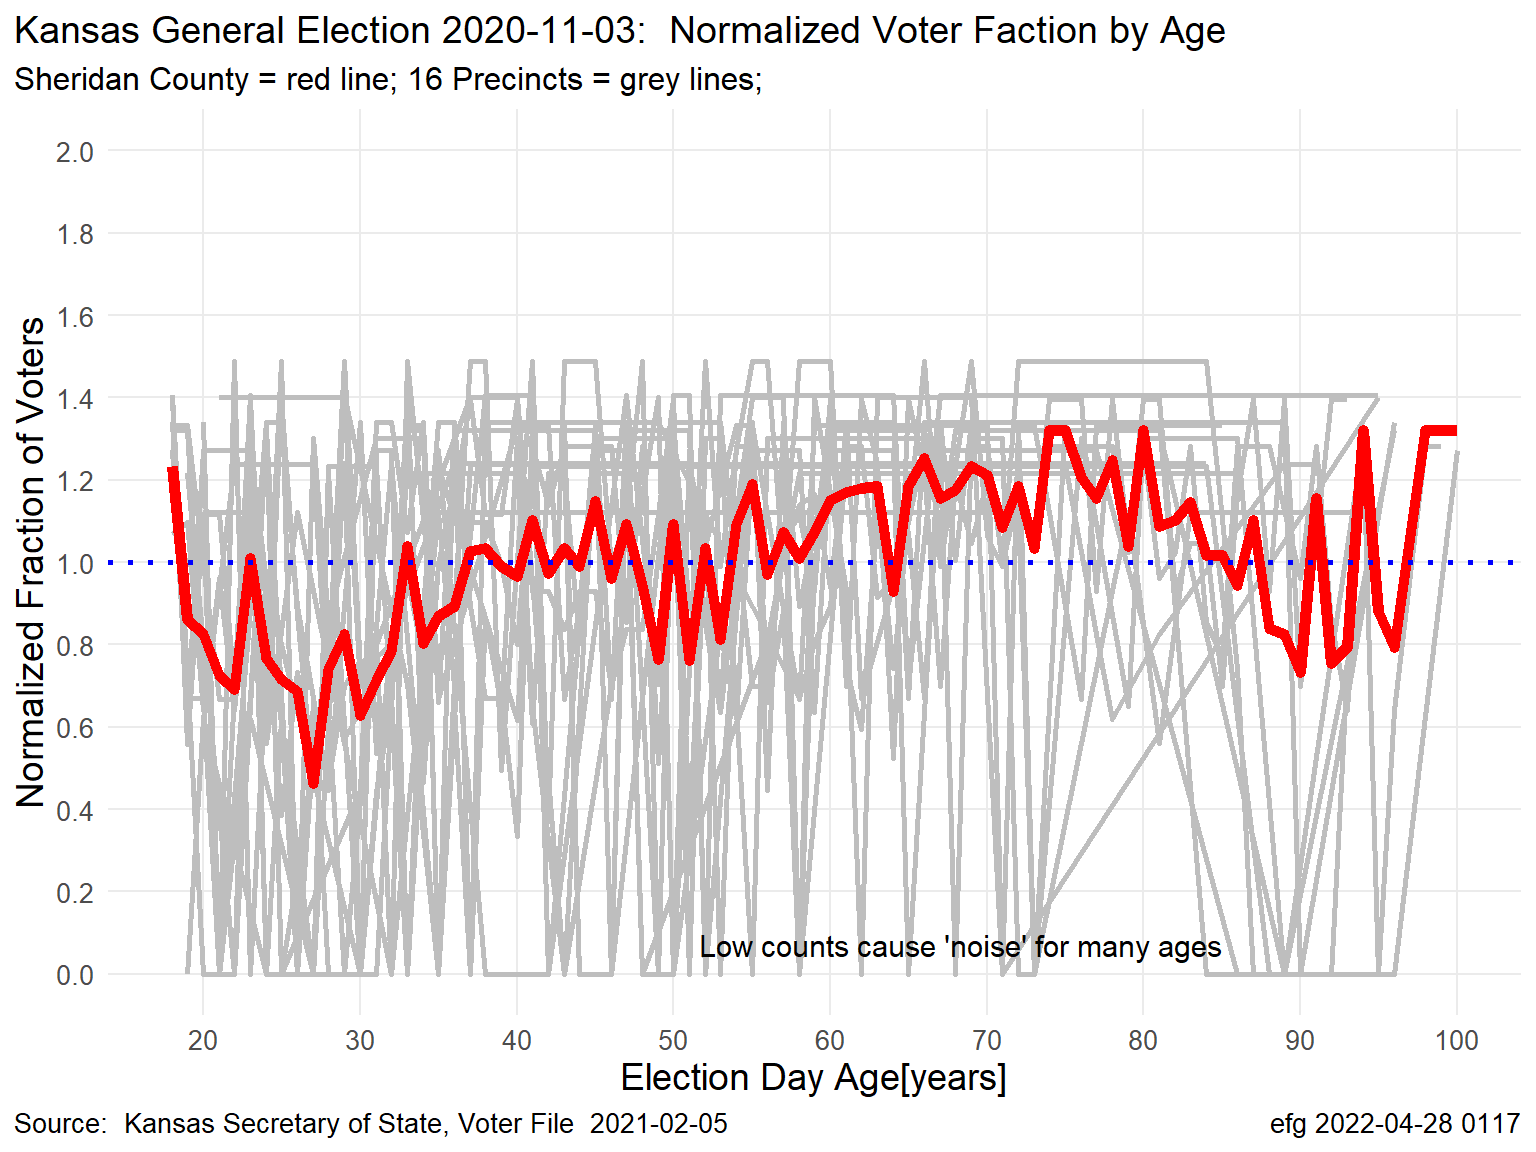 Kansas General Election 2020-11-03:  Normalized Voter Faction by Age
Sheridan County = red line; 16 Precincts = grey lines;
Normalized Fraction of Voters
2.0
1.8
1.6
1.4
1.2
1.0
0.8
0.6
0.4
0.2
0.0
Low counts cause 'noise' for many ages
20 30 40 50 60 70 80 90 100
Election Day Age[years]
Source:  Kansas Secretary of State, Voter File  2021-02-05
efg 2022-04-28 0117